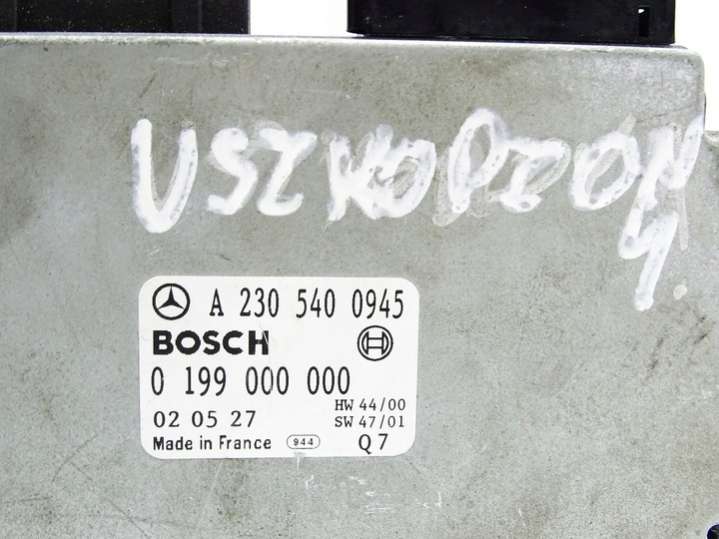 USZKODZONY
A 230 540 0945
BOSCH
0 199 000 000
HW 44/00
02 05 27
SW 47/01
Made in France
944
Q7